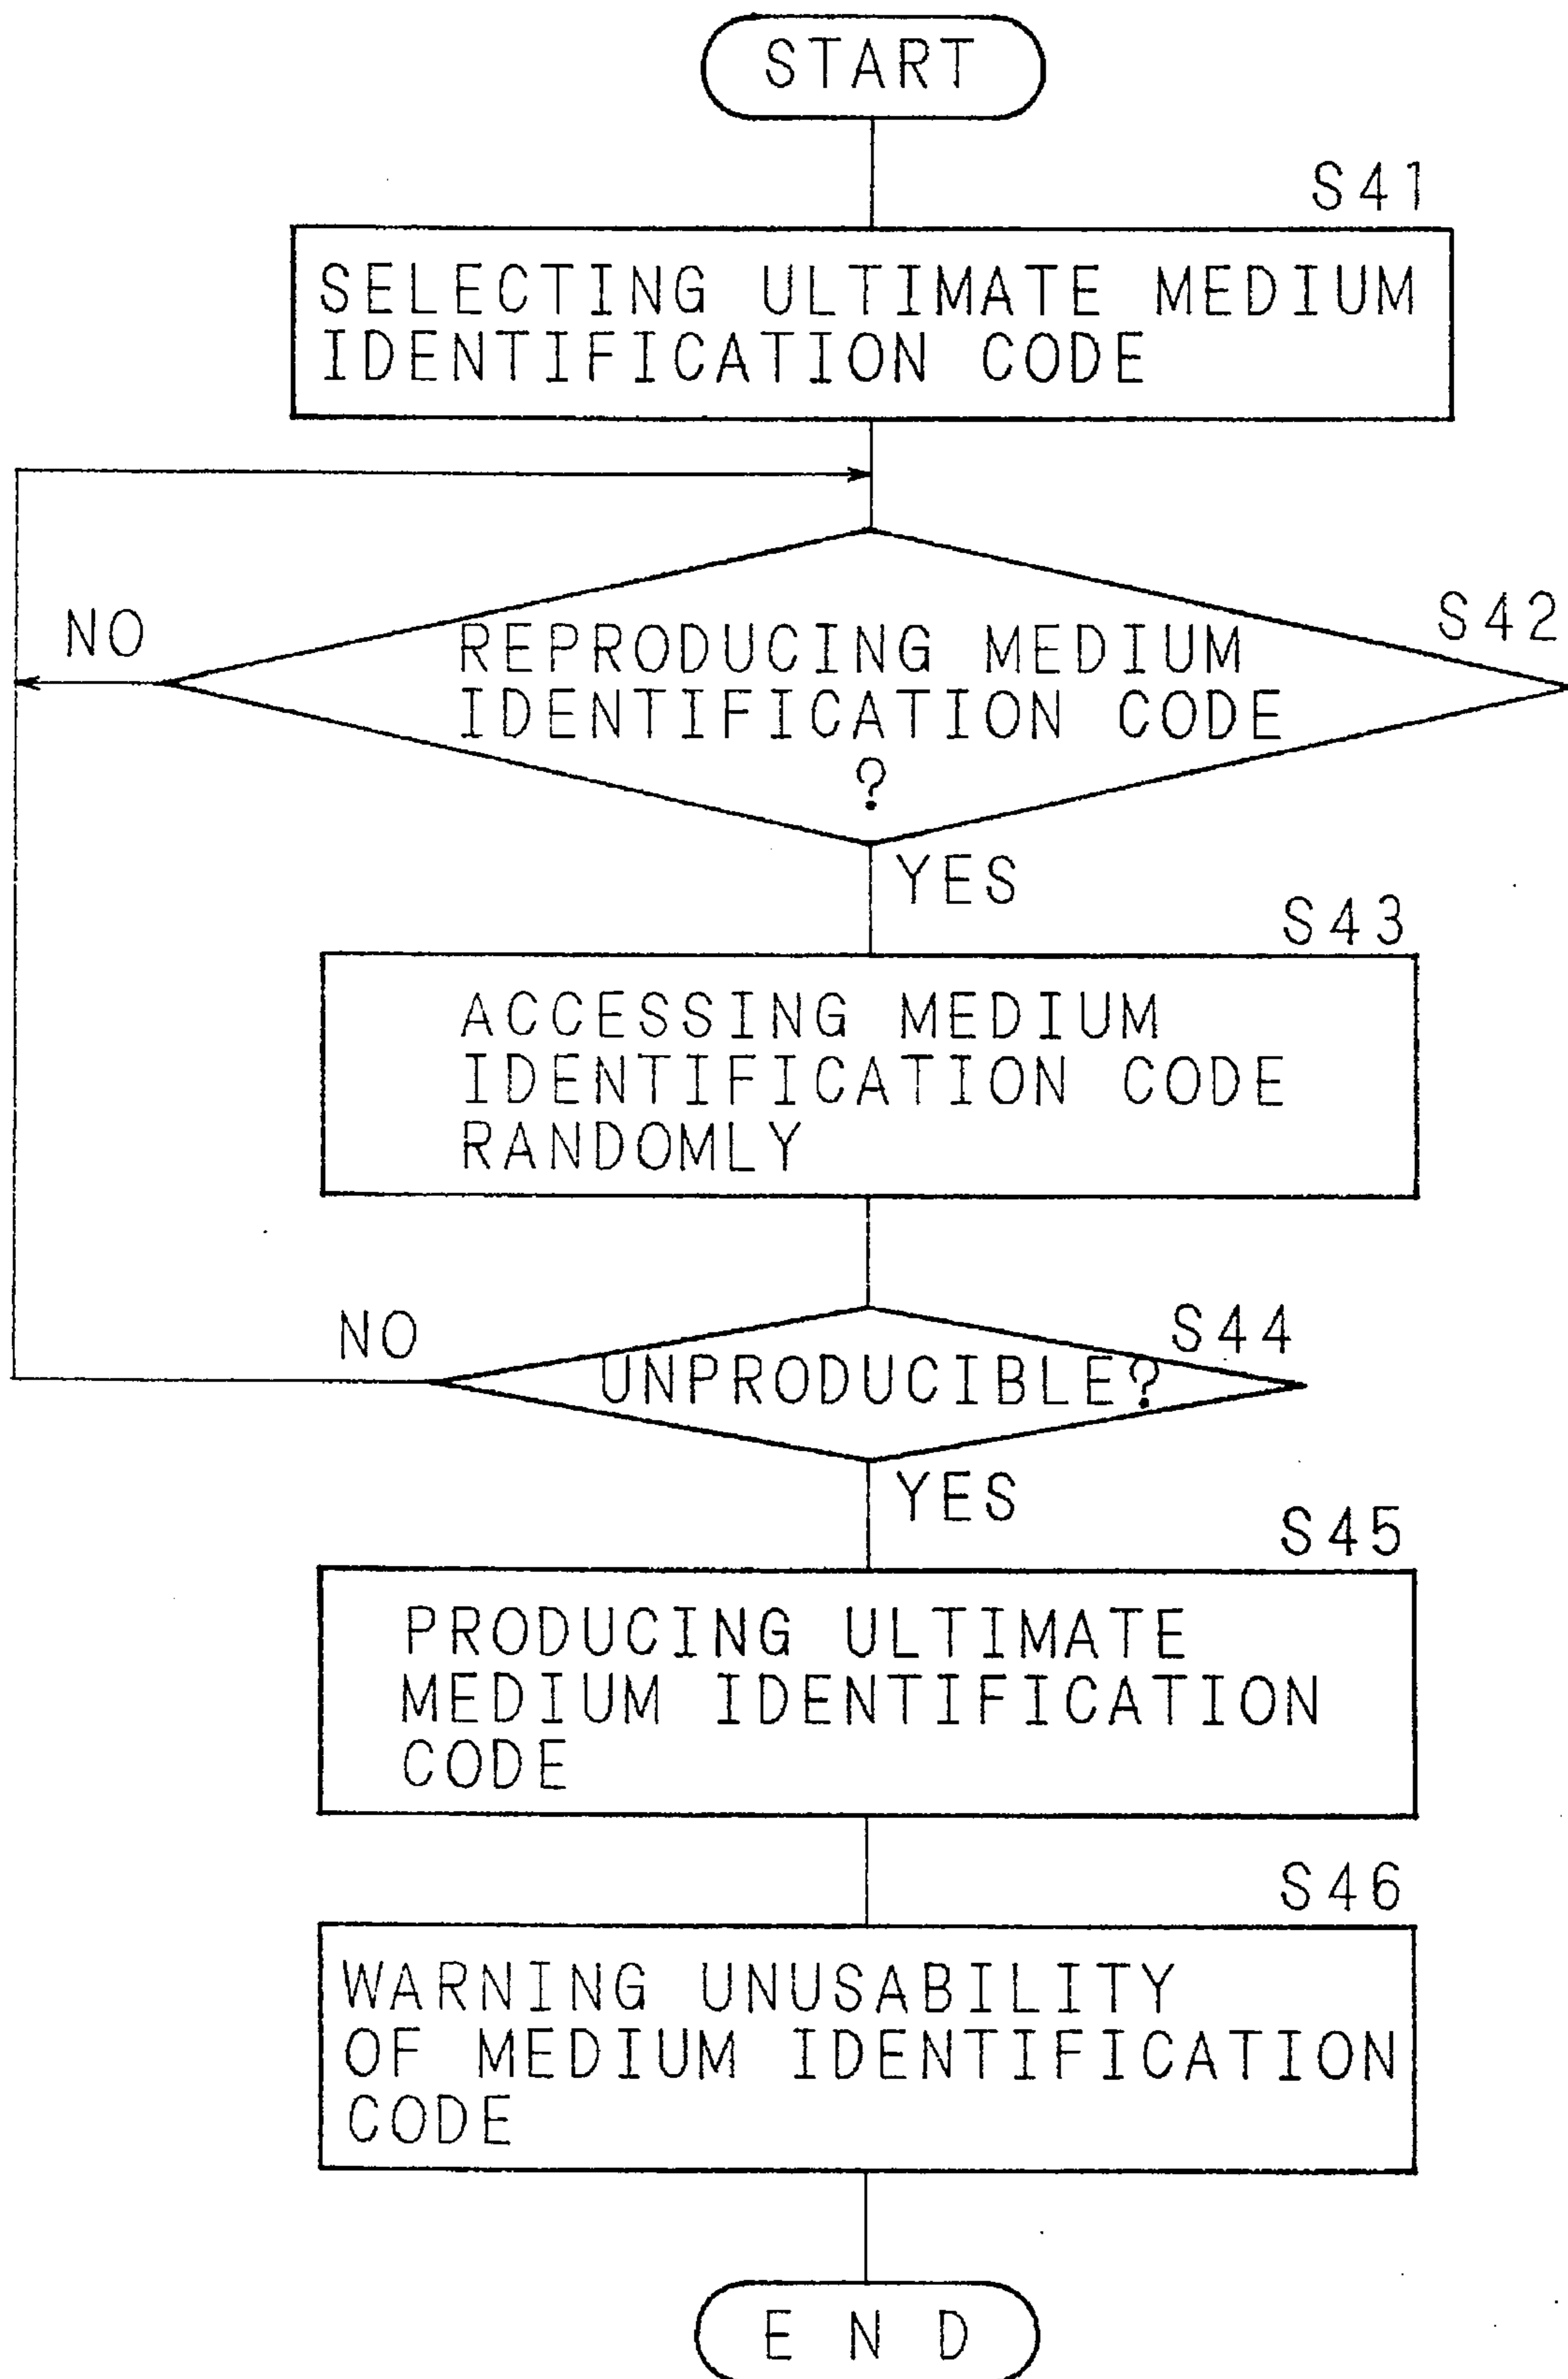 START
S41
SELECTING ULTIMATE MEDIUM
IDENTIFICATION CODE
NO
S42
REPRODUCING MEDIUM
IDENTIFICATION CODE
?
YES
S43
ACCESSING MEDIUM
IDENTIFICATION CODE
RANDOMLY
NO
S44
UNPRODUCIBLE?
YES
S45
PRODUCING ULTIMATE
MEDIUM IDENTIFICATION
CODE
S46
WARNING UNUSABILITY
OF MEDIUM IDENTIFICATION
CODE
END